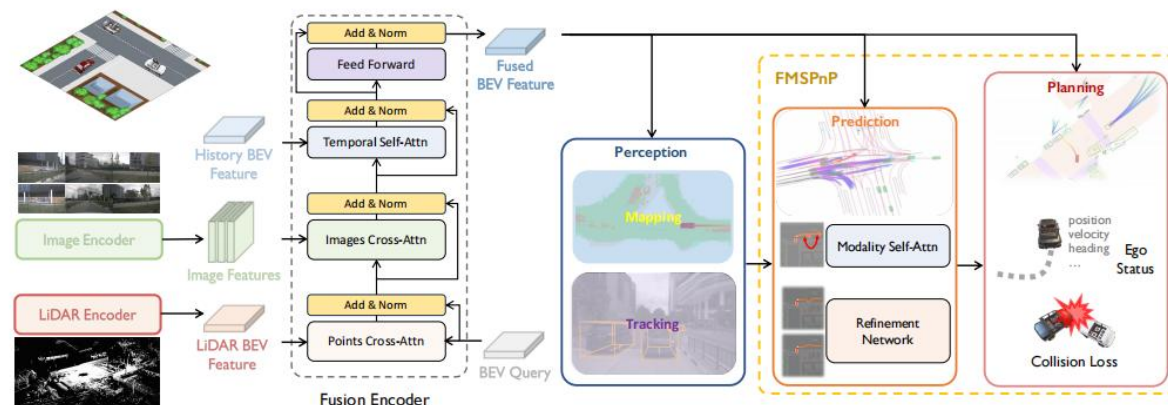 Add & Norm
Feed Forward
Add & Norm
Temporal Self-Attn
Add & Norm
Images Cross-Attn
Add & Norm
Points Cross-Attn
Fusion Encoder
History BEV
Feature
Image Encoder
Image Features
LiDAR Encoder
LiDAR BEV
Feature
BEV Query
Fused
BEV Feature
Perception
Mapping
Tracking
FMSPnP
Prediction
Modality Self-Attn
Refinement
Network
Planning
position
velocity
heading
...
Ego
Status
Collision Loss